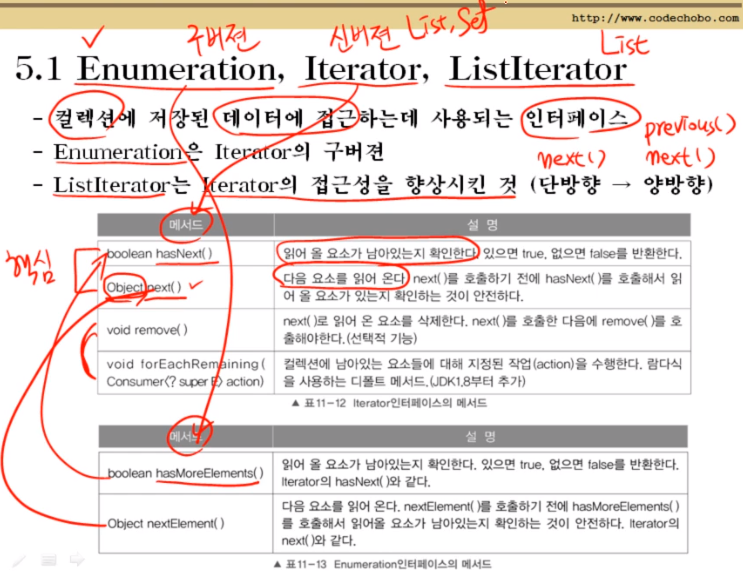 http://www.codechobo.com
구버젼 신버젼 List, Set List
5.1 Enumeration, Iterator, ListIterator
- 컬렉션에 저장된 데이터에 접근하는데 사용되는 인터페이스
previous()
- Enumeration은 Iterator의 구버젼
next() next()
- ListIterator는 Iterator의 접근성을 향상시킨 것 (단방향 → 양방향)
메서드 설 명
핵심
boolean hasNext() 읽어 올 요소가 남아있는지 확인한다. 있으면 true, 없으면 false를 반환한다.
Object next() 다음 요소를 읽어 온다. next()를 호출하기 전에 hasNext()를 호출해서 읽
어 올 요소가 있는지 확인하는 것이 안전하다.
void remove() next()로 읽어 온 요소를 삭제한다. next()를 호출한 다음에 remove()를 호
출해야한다.(선택적 기능)
void forEachRemaining( 컬렉션에 남아있는 요소들에 대해 지정된 작업(action)을 수행한다. 람다식
Consumer<? super E> action) 을 사용하는 디폴트 메서드.(JDK1.8부터 추가)
▲ 표11-12 Iterator인터페이스의 메서드
메서드 설 명
boolean hasMoreElements() 읽어 올 요소가 남아있는지 확인한다. 있으면 true, 없으면 false를 반환한다.
Iterator의 hasNext()와 같다.
Object nextElement() 다음 요소를 읽어 온다. nextElement()를 호출하기 전에 hasMoreElements()
를 호출해서 읽어올 요소가 남아있는지 확인하는 것이 안전하다. Iterator의
next()와 같다.
▲ 표11-13 Enumeration인터페이스의 메서드